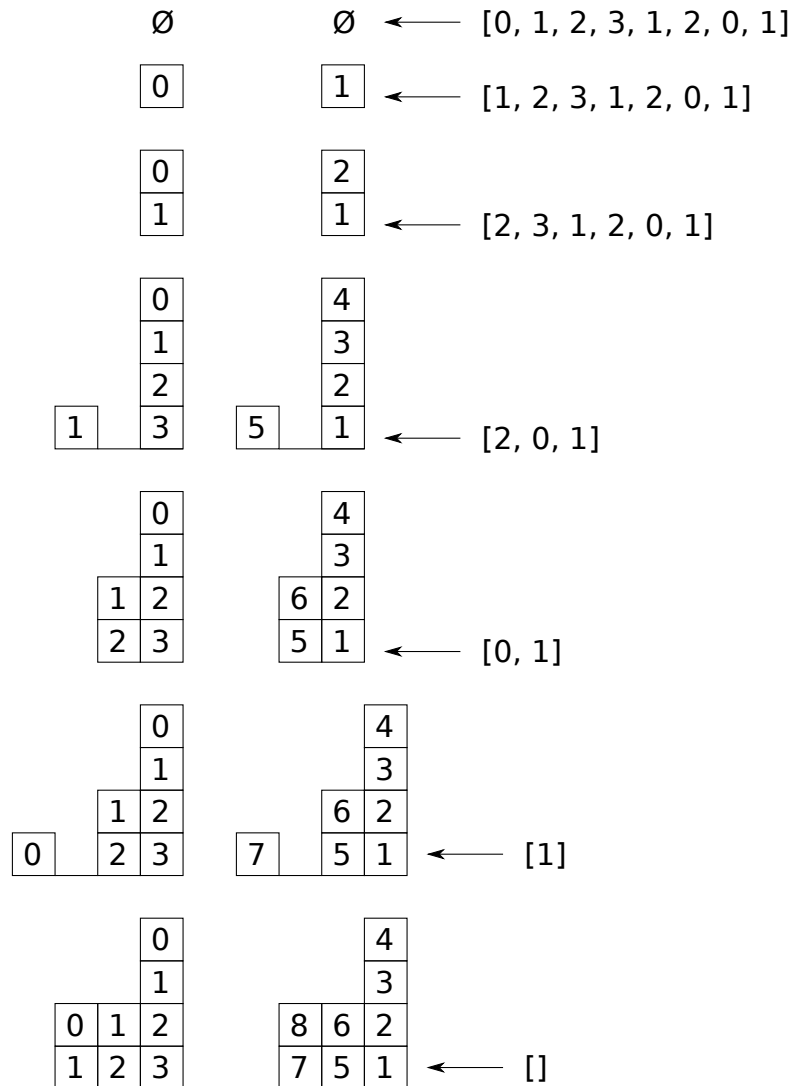 Ø Ø [0, 1, 2, 3, 1, 2, 0, 1]
0 1
[1, 2, 3, 1, 2, 0, 1]
0 2
1 1
[2, 3, 1, 2, 0, 1]
0 4
1 3
2 2
1 3 5 1 [2, 0, 1]
0 4
1 3
1 2 6 2
2 3 5 1 [0, 1]
0 4
1 3
1 2 6 2
0 2 3 7 5 1 [1]
0 4
1 3
0 1 2 8 6 2
1 2 3 7 5 1 []